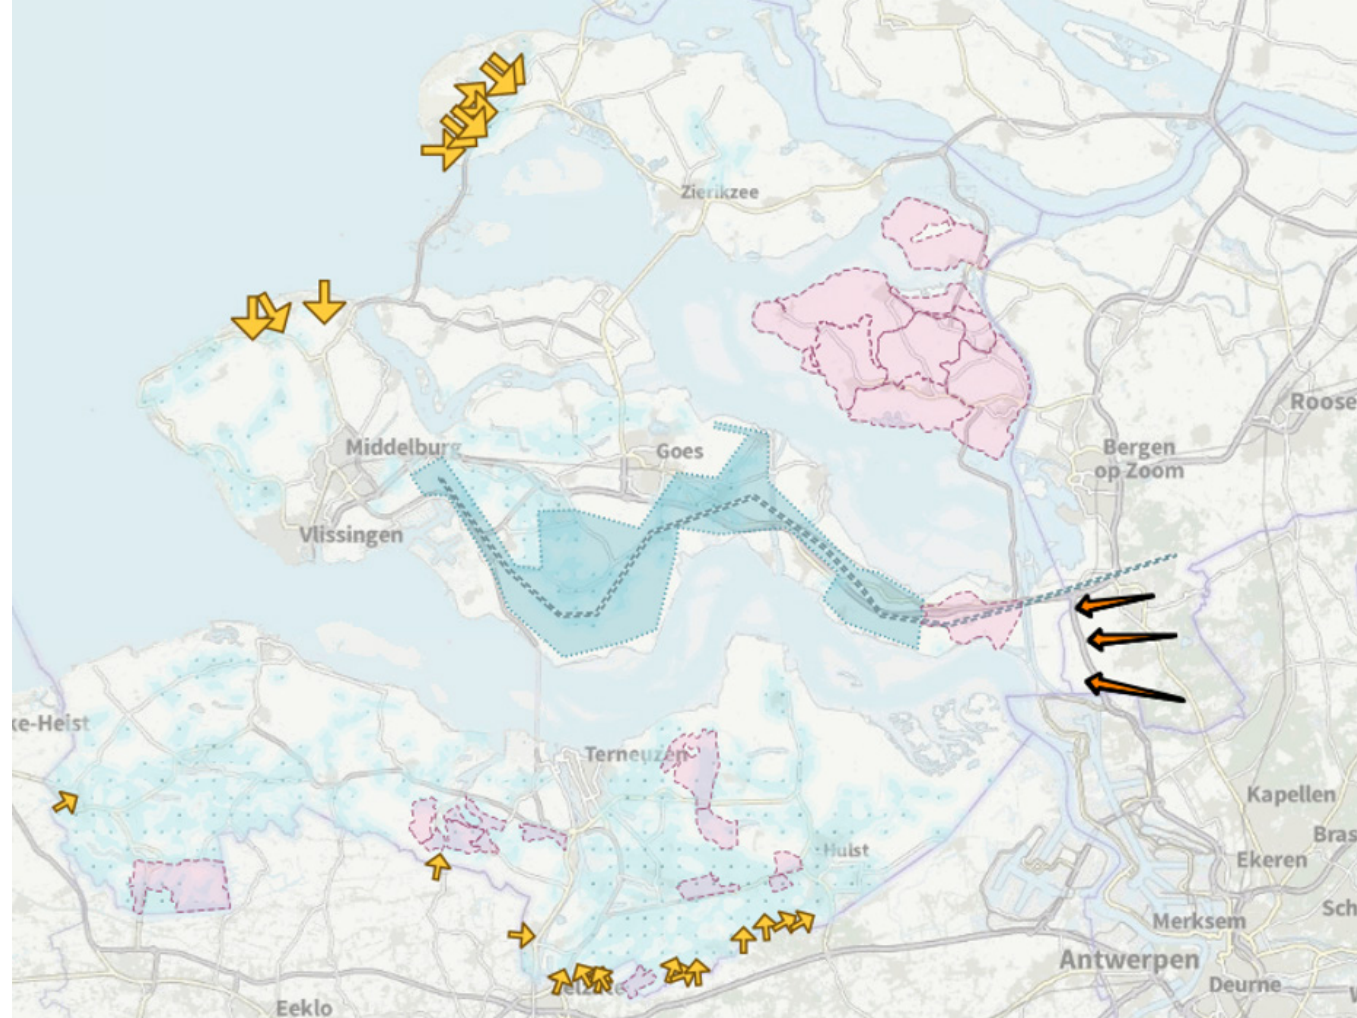 Zierikzee
Roose
Middelburg
Goes
Bergen
op Zoom
Vlissingen
ke-Heist
Terneuzen
Kapellen
Bras
Hulst
Ekeren
Sch
Merksem
Antwerpen
Deurne
Eeklo